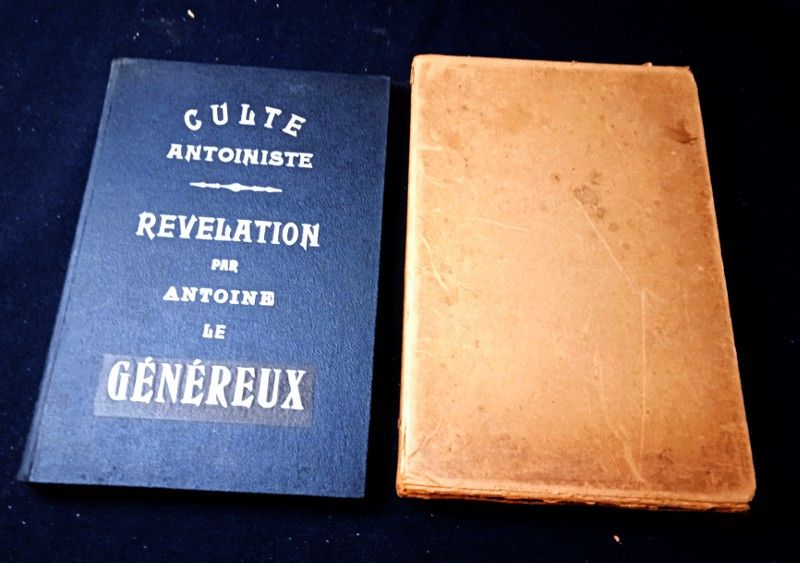 CULTE
ANTOINISTE
REVELATION
PAR
ANTOINE
LE
GÉNÉREUX